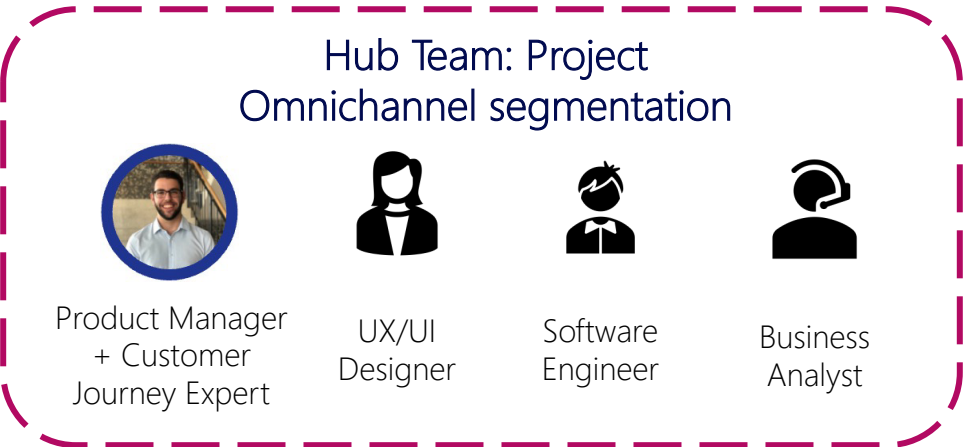 Hub Team: Project
Omnichannel segmentation
Product Manager
+ Customer
Journey Expert
UX/UI
Designer
Software
Engineer
Business
Analyst